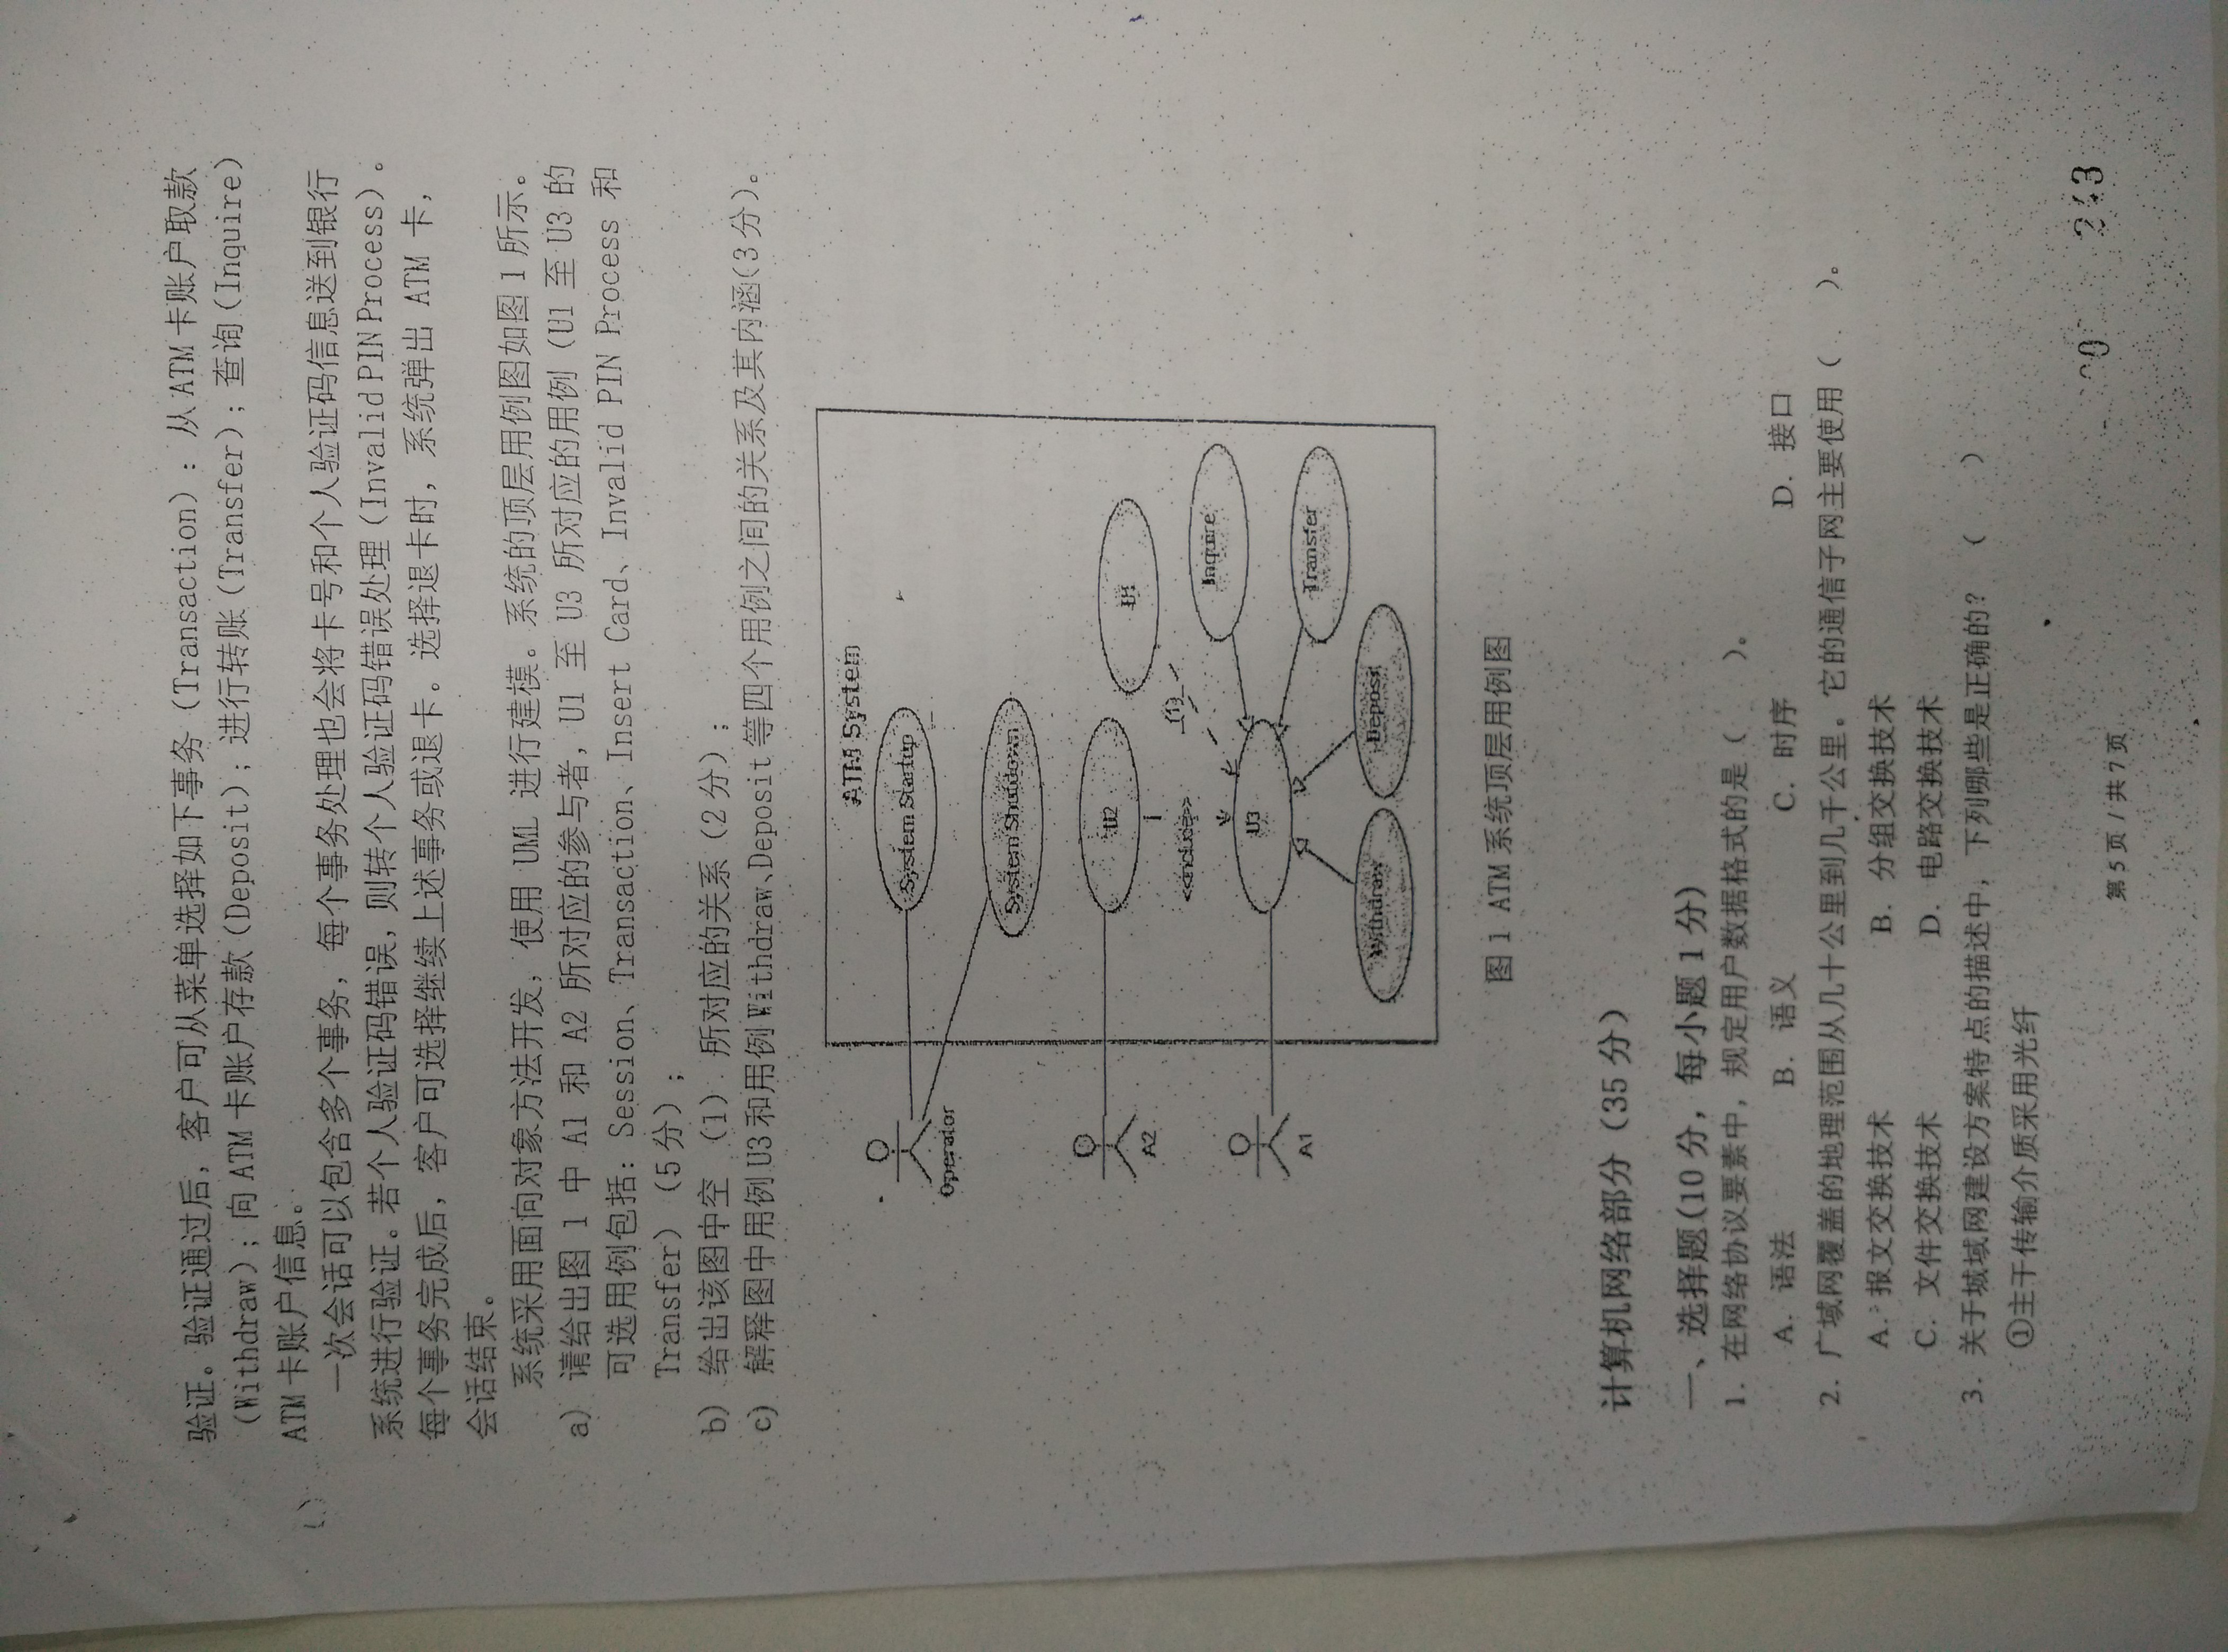 验证。验证通过后，客户可从菜单选择如下事务（Transaction）：从 ATM 卡账户取款
（Withdraw）；向 ATM 卡账户存款（Deposit）；进行转账（Transfer）；查询（Inquire）
ATM 卡账户信息。
一次会话可以包含多个事务，每个事务处理也会将卡号和个人验证码信息送到银行
系统进行验证。若个人验证码错误，则转个人验证码错误处理（Invalid PIN Process）。
每个事务完成后，客户可选择继续上述事务或退卡。选择退卡时，系统弹出 ATM 卡，
会话结束。
系统采用面向对象方法开发，使用 UML 进行建模。系统的顶层用例图如图 1 所示。
a) 请给出图 1 中 A1 和 A2 所对应的参与者，U1 至 U3 所对应的用例（U1 至 U3 的
可选用例包括：Session、Transaction、Insert Card、Invalid PIN Process 和
Transfer）（5 分）；
b) 给出该图中空（1）所对应的关系（2 分）；
c) 解释图中用例 U3 和用例 Withdraw、Deposit 等四个用例之间的关系及其内涵(3 分)。
ATM System
System Startup
Operator
System Shutdown
U2
A2
U1
(1)
<<include>>
Inquire
U3
A1
Transfer
Withdraw
Deposit
图 1 ATM 系统顶层用例图
计算机网络部分（35 分）
一、选择题(10 分，每小题 1 分)
1. 在网络协议要素中，规定用户数据格式的是（ ）。
A. 语法 B. 语义 C. 时序 D. 接口
2. 广域网覆盖的地理范围从几十公里到几千公里。它的通信子网主要使用（ ）。
A. 报文交换技术 B. 分组交换技术
C. 文件交换技术 D. 电路交换技术
3. 关于城域网建设方案特点的描述中，下列哪些是正确的？（ ）
①主干传输介质采用光纤
第 5 页 / 共 7 页
243